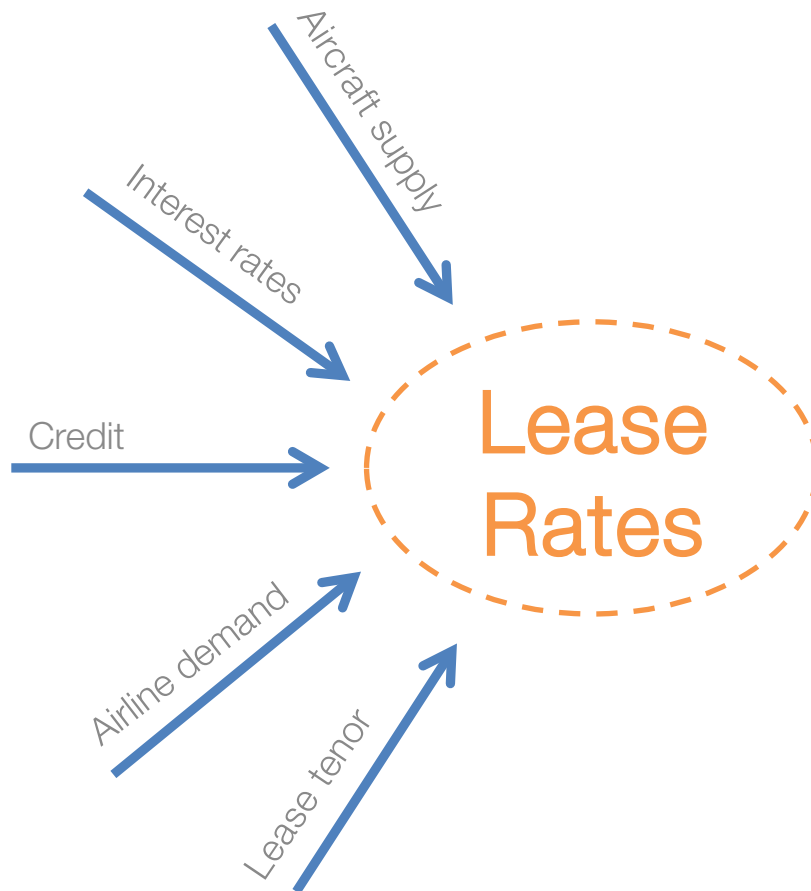 Aircraft supply
Interest rates
Credit
Lease
Rates
Airline demand
Lease tenor